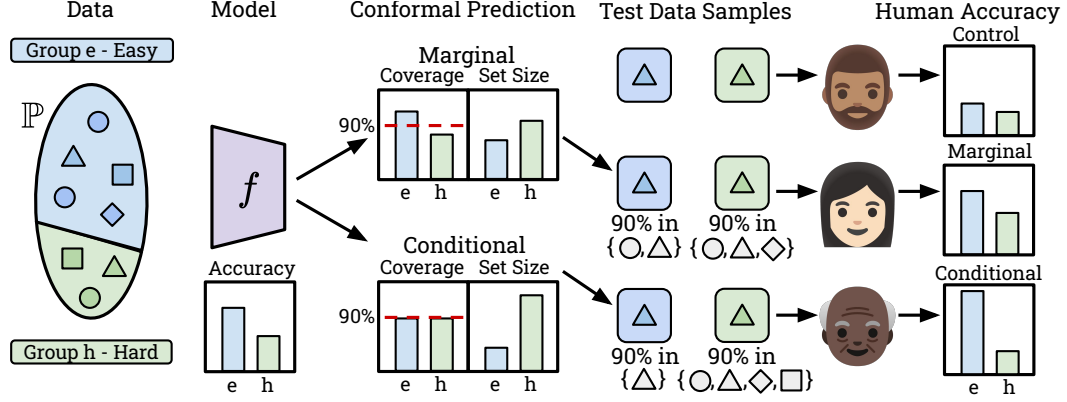 Data
Model
Conformal Prediction
Test Data Samples
Human Accuracy
Group e - Easy
ℙ
Group h - Hard
f
Accuracy
e h
Marginal
Coverage Set Size
90%
e h
Conditional
Coverage Set Size
90%
e h
90% in 90% in
{○,△} {○,△,◇}
90% in 90% in
{△} {○,△,◇,□}
Control
Marginal
Conditional
e h